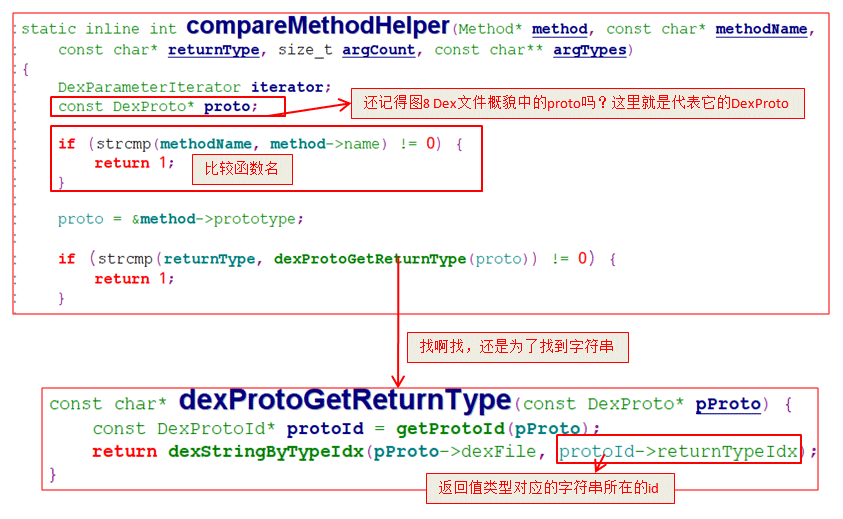 static inline int compareMethodHelper(Method* method, const char* methodName,
const char* returnType, size_t argCount, const char** argTypes)
{
DexParameterIterator iterator;
const DexProto* proto;
还记得图8 Dex文件概貌中的proto吗？这里就是代表它的DexProto
if (strcmp(methodName, method->name) != 0) {
return 1;
比较函数名
}
proto = &method->prototype;
if (strcmp(returnType, dexProtoGetReturnType(proto)) != 0) {
return 1;
}
找啊找，还是为了找到字符串
const char* dexProtoGetReturnType(const DexProto* pProto) {
const DexProtoId* protoId = getProtoId(pProto);
return dexStringByTypeIdx(pProto->dexFile, protoId->returnTypeIdx);
}
返回值类型对应的字符串所在的id